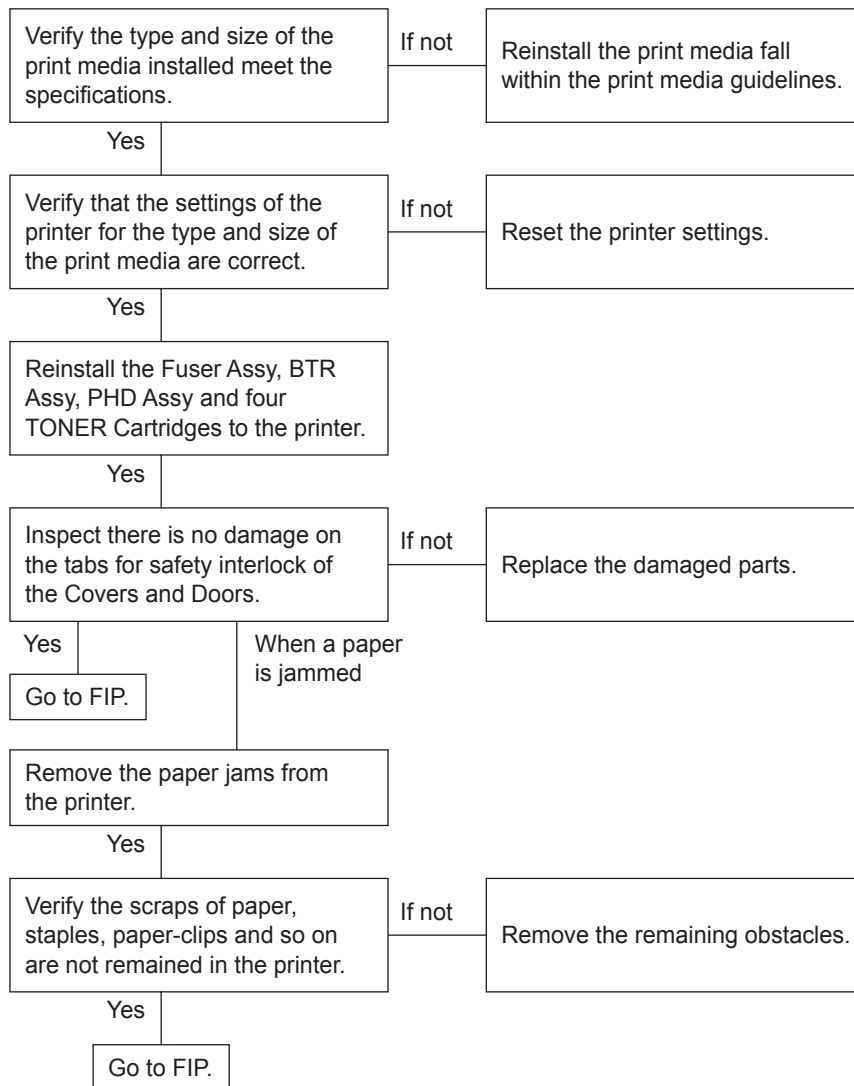 Verify the type and size of the
print media installed meet the
specifications.
If not
Reinstall the print media fall
within the print media guidelines.
Yes
Verify that the settings of the
printer for the type and size of
the print media are correct.
If not
Reset the printer settings.
Yes
Reinstall the Fuser Assy, BTR
Assy, PHD Assy and four
TONER Cartridges to the printer.
Yes
Inspect there is no damage on
the tabs for safety interlock of
the Covers and Doors.
If not
Replace the damaged parts.
Yes
Go to FIP.
When a paper
is jammed
Remove the paper jams from
the printer.
Yes
Verify the scraps of paper,
staples, paper-clips and so on
are not remained in the printer.
If not
Remove the remaining obstacles.
Yes
Go to FIP.